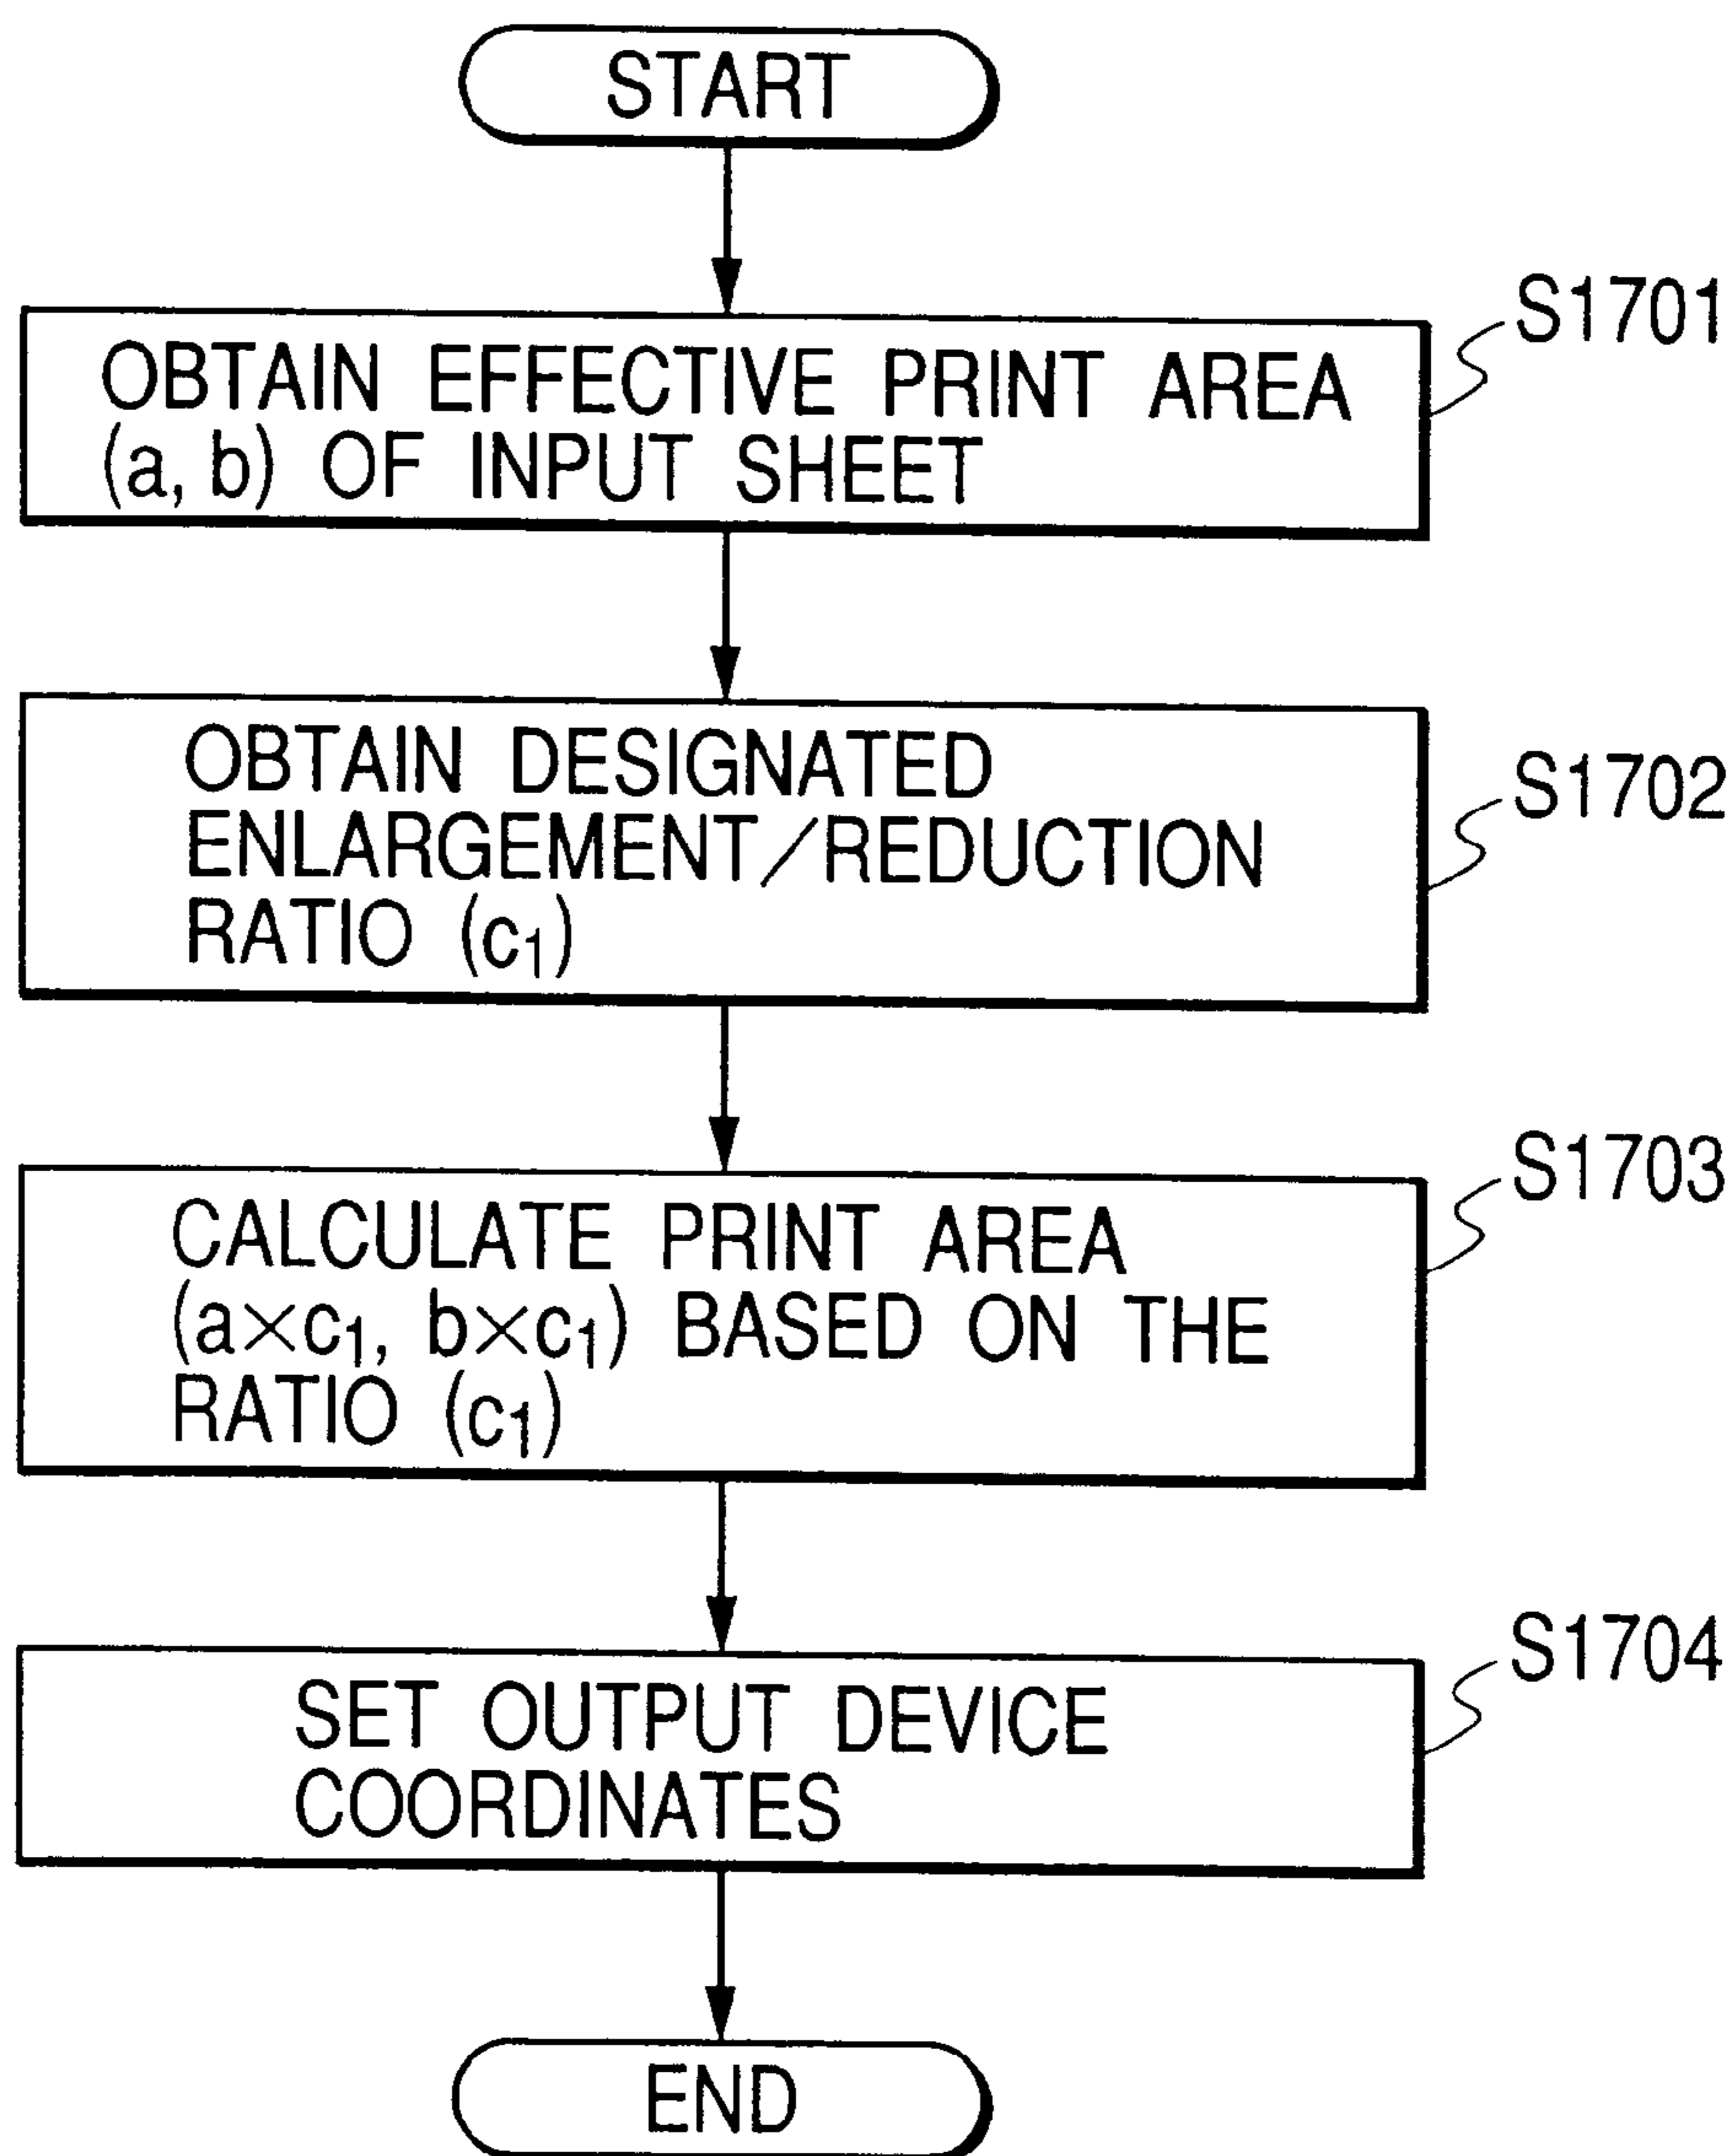 START
S1701
OBTAIN EFFECTIVE PRINT AREA
(a, b) OF INPUT SHEET
S1702
OBTAIN DESIGNATED
ENLARGEMENT/REDUCTION
RATIO (c₁)
S1703
CALCULATE PRINT AREA
(a×c₁, b×c₁) BASED ON THE
RATIO (c₁)
S1704
SET OUTPUT DEVICE
COORDINATES
END